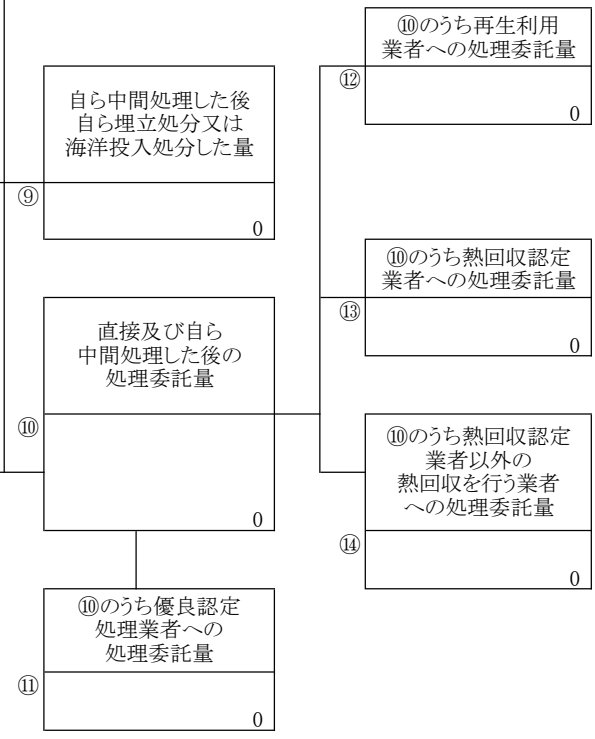 自ら中間処理した後
自ら埋立処分又は
海洋投入処分した量
⑨
0
直接及び自ら
中間処理した後の
処理委託量
⑩
0
⑩のうち優良認定
処理業者への
処理委託量
⑪
0
⑩のうち再生利用
業者への処理委託量
⑫
0
⑩のうち熱回収認定
業者への処理委託量
⑬
0
⑩のうち熱回収認定
業者以外の
熱回収を行う業者
への処理委託量
⑭
0